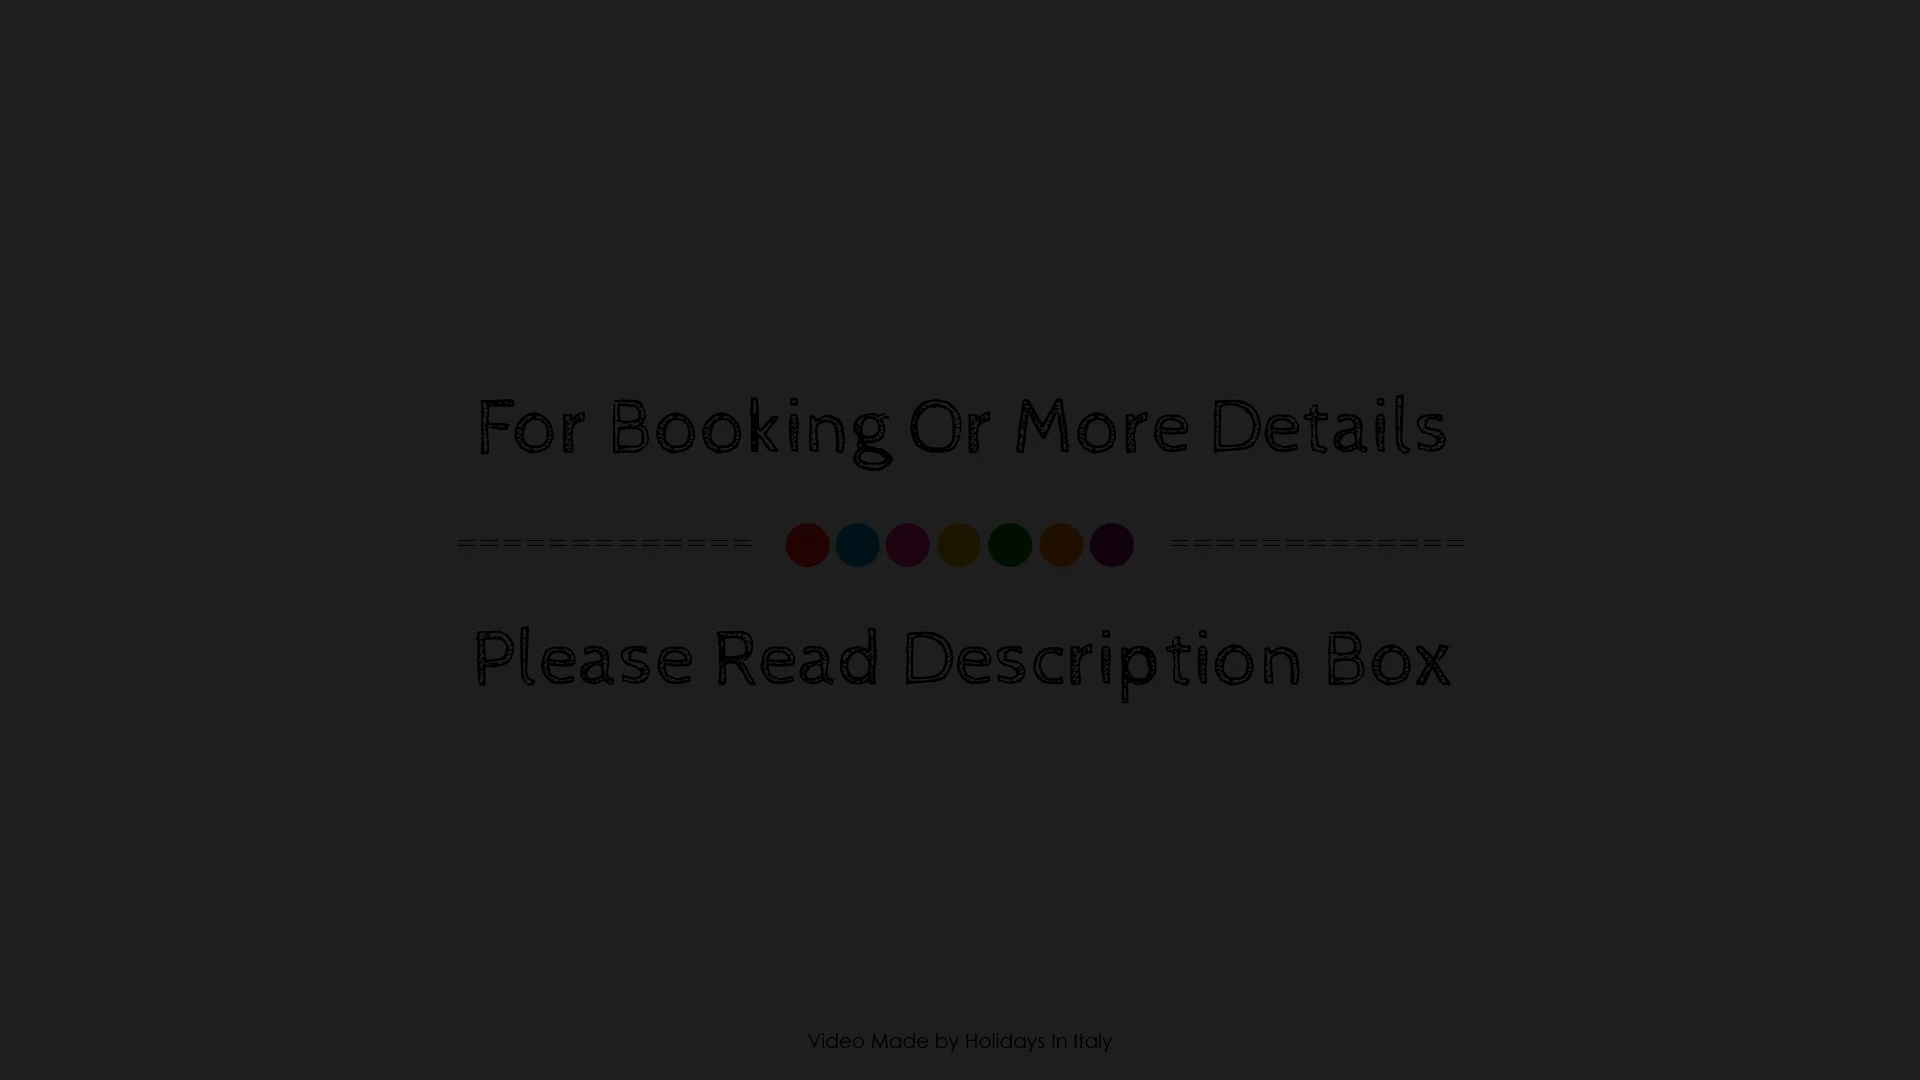 For Booking Or More Details
============= =============
Please Read Description Box
Video Made by Holidays In Italy